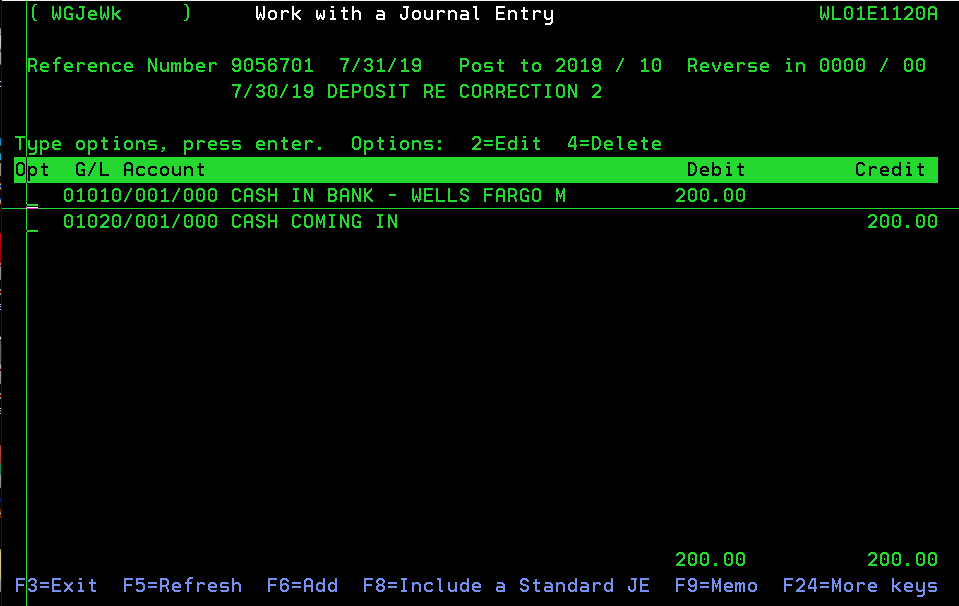 ( WGJeWk     )     Work with a Journal Entry     WL01E1120A
Reference Number 9056701  7/31/19   Post to 2019 / 10  Reverse in 0000 / 00
7/30/19 DEPOSIT RE CORRECTION 2
Type options, press enter.  Options:  2=Edit  4=Delete
Opt  G/L Account     Debit     Credit
_  01010/001/000 CASH IN BANK - WELLS FARGO M     200.00
_  01020/001/000 CASH COMING IN     200.00
200.00     200.00
F3=Exit  F5=Refresh  F6=Add  F8=Include a Standard JE  F9=Memo  F24=More keys